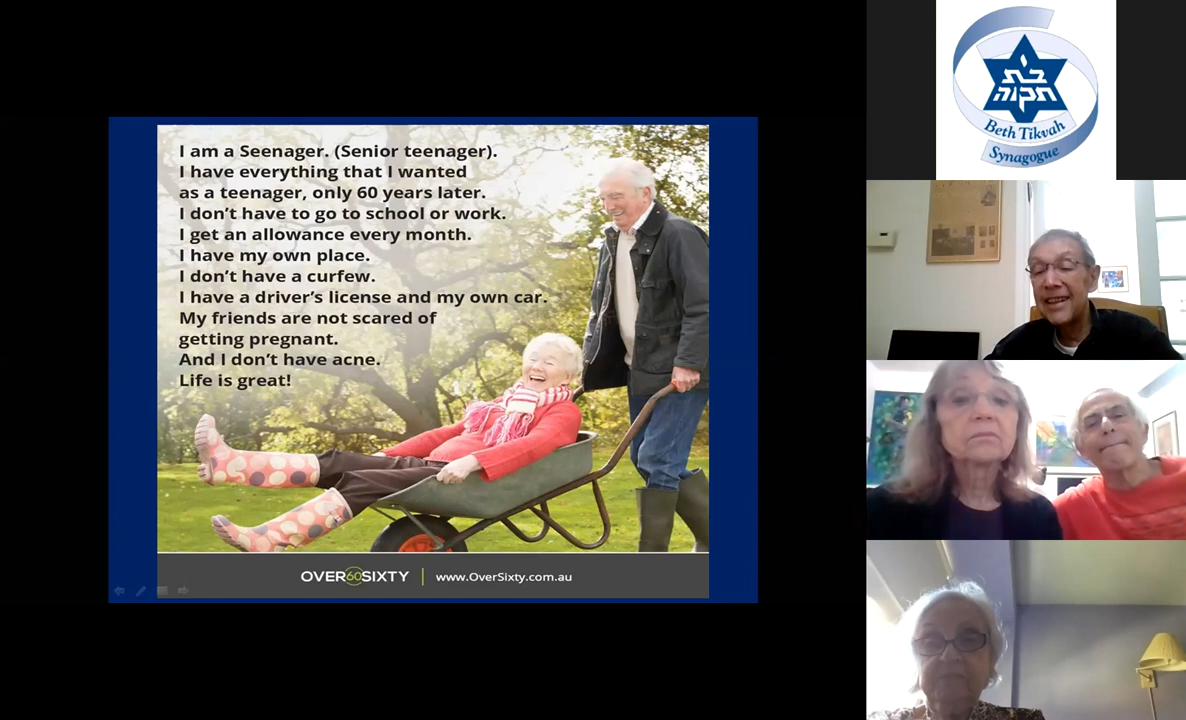 I am a Seenager. (Senior teenager).
I have everything that I wanted
as a teenager, only 60 years later.
I don't have to go to school or work.
I get an allowance every month.
I have my own place.
I don't have a curfew.
I have a driver's license and my own car.
My friends are not scared of
getting pregnant.
And I don't have acne.
Life is great!
OVER60SIXTY
www.OverSixty.com.au
בת
תקוה
Beth Tikvah
Synagogue